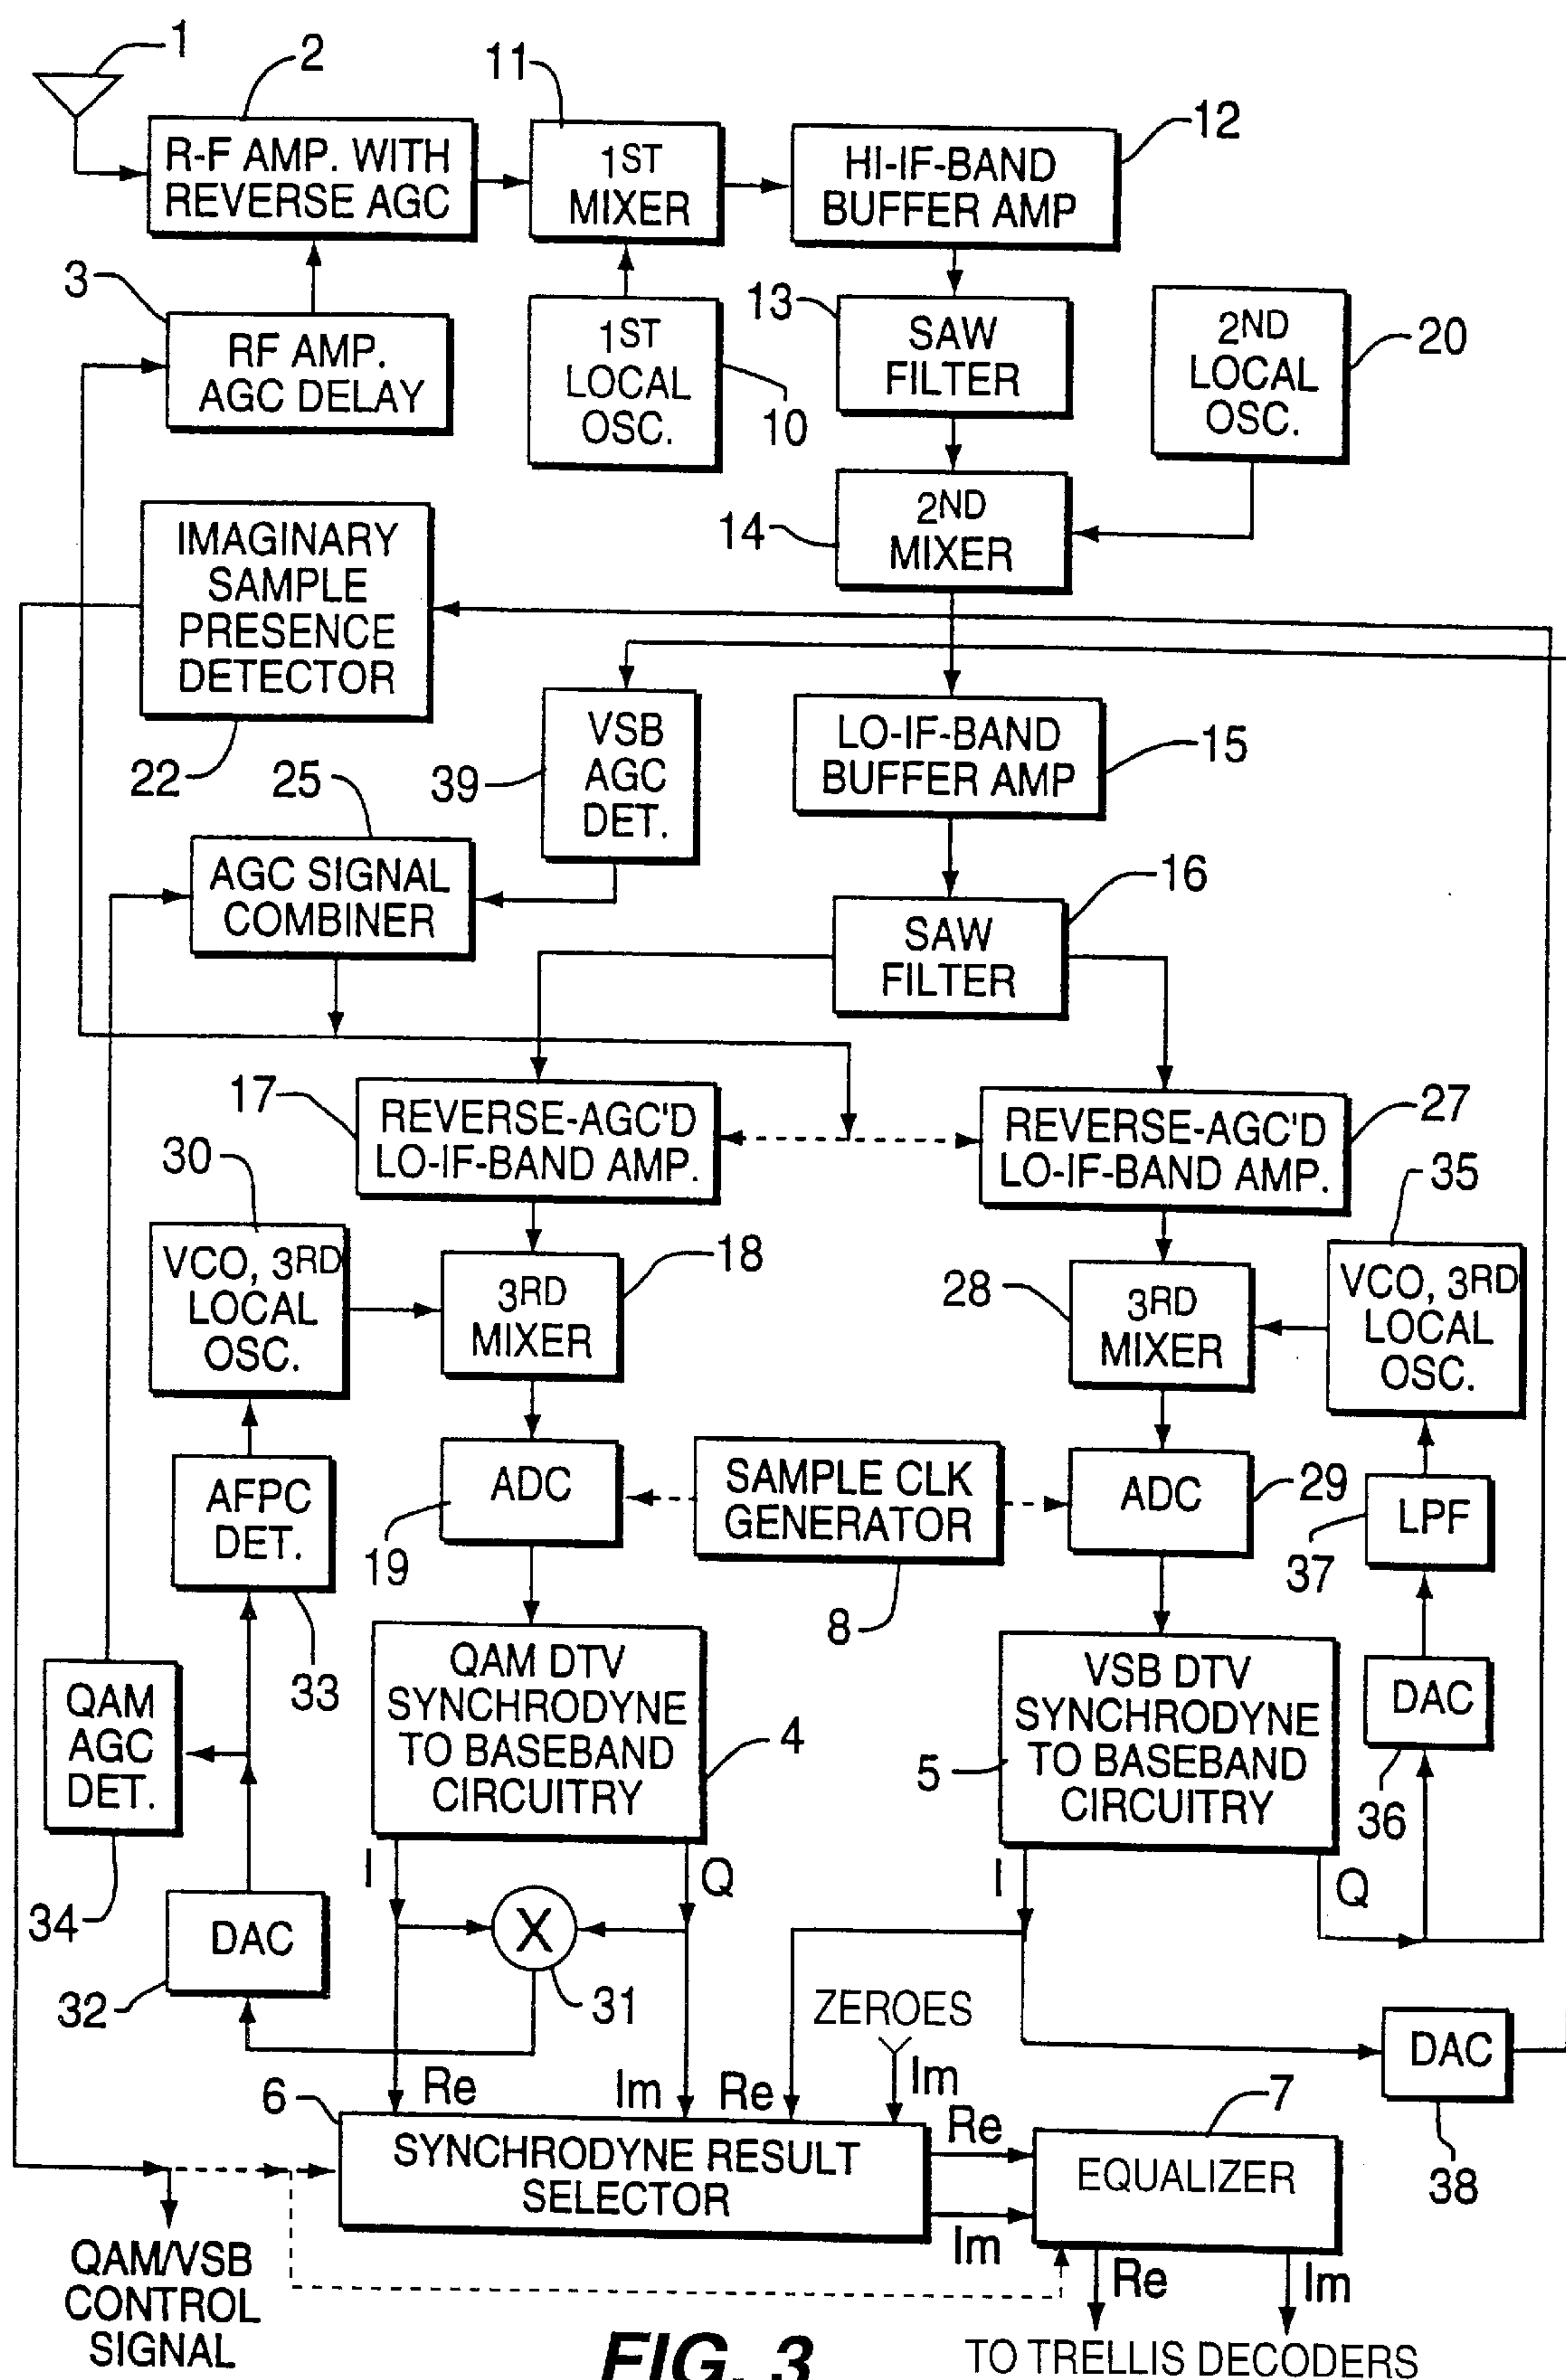 1
2
11
12
R-F AMP. WITH
REVERSE AGC
1ST
MIXER
HI-IF-BAND
BUFFER AMP
3
RF AMP.
AGC DELAY
1ST
LOCAL
OSC.
10
13
SAW
FILTER
2ND
LOCAL
OSC.
20
14
2ND
MIXER
IMAGINARY
SAMPLE
PRESENCE
DETECTOR
22
25
39
VSB
AGC
DET.
LO-IF-BAND
BUFFER AMP
15
AGC SIGNAL
COMBINER
16
SAW
FILTER
17
REVERSE-AGC'D
LO-IF-BAND AMP.
REVERSE-AGC'D
LO-IF-BAND AMP.
27
30
VCO, 3RD
LOCAL
OSC.
3RD
MIXER
18
28
3RD
MIXER
35
VCO, 3RD
LOCAL
OSC.
AFPC
DET.
33
ADC
19
SAMPLE CLK
GENERATOR
8
ADC
29
LPF
37
QAM
AGC
DET.
34
QAM DTV
SYNCHRODYNE
TO BASEBAND
CIRCUITRY
4
5
VSB DTV
SYNCHRODYNE
TO BASEBAND
CIRCUITRY
DAC
36
I
Q
I
Q
DAC
32
X
31
ZEROES
DAC
38
6
Re
Im
Re
Im
SYNCHRODYNE RESULT
SELECTOR
Re
Im
7
EQUALIZER
QAM/VSB
CONTROL
SIGNAL
Re
Im
TO TRELLIS DECODERS
FIG. 3